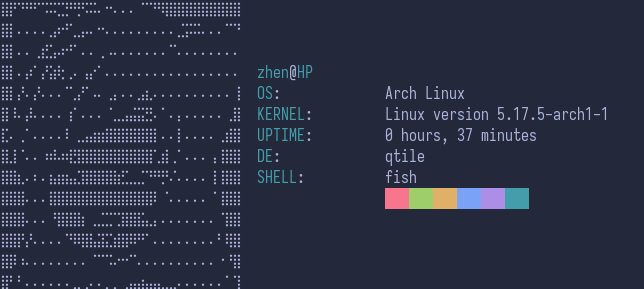 zhen@HP
OS: Arch Linux
KERNEL: Linux version 5.17.5-arch1-1
UPTIME: 0 hours, 37 minutes
DE: qtile
SHELL: fish